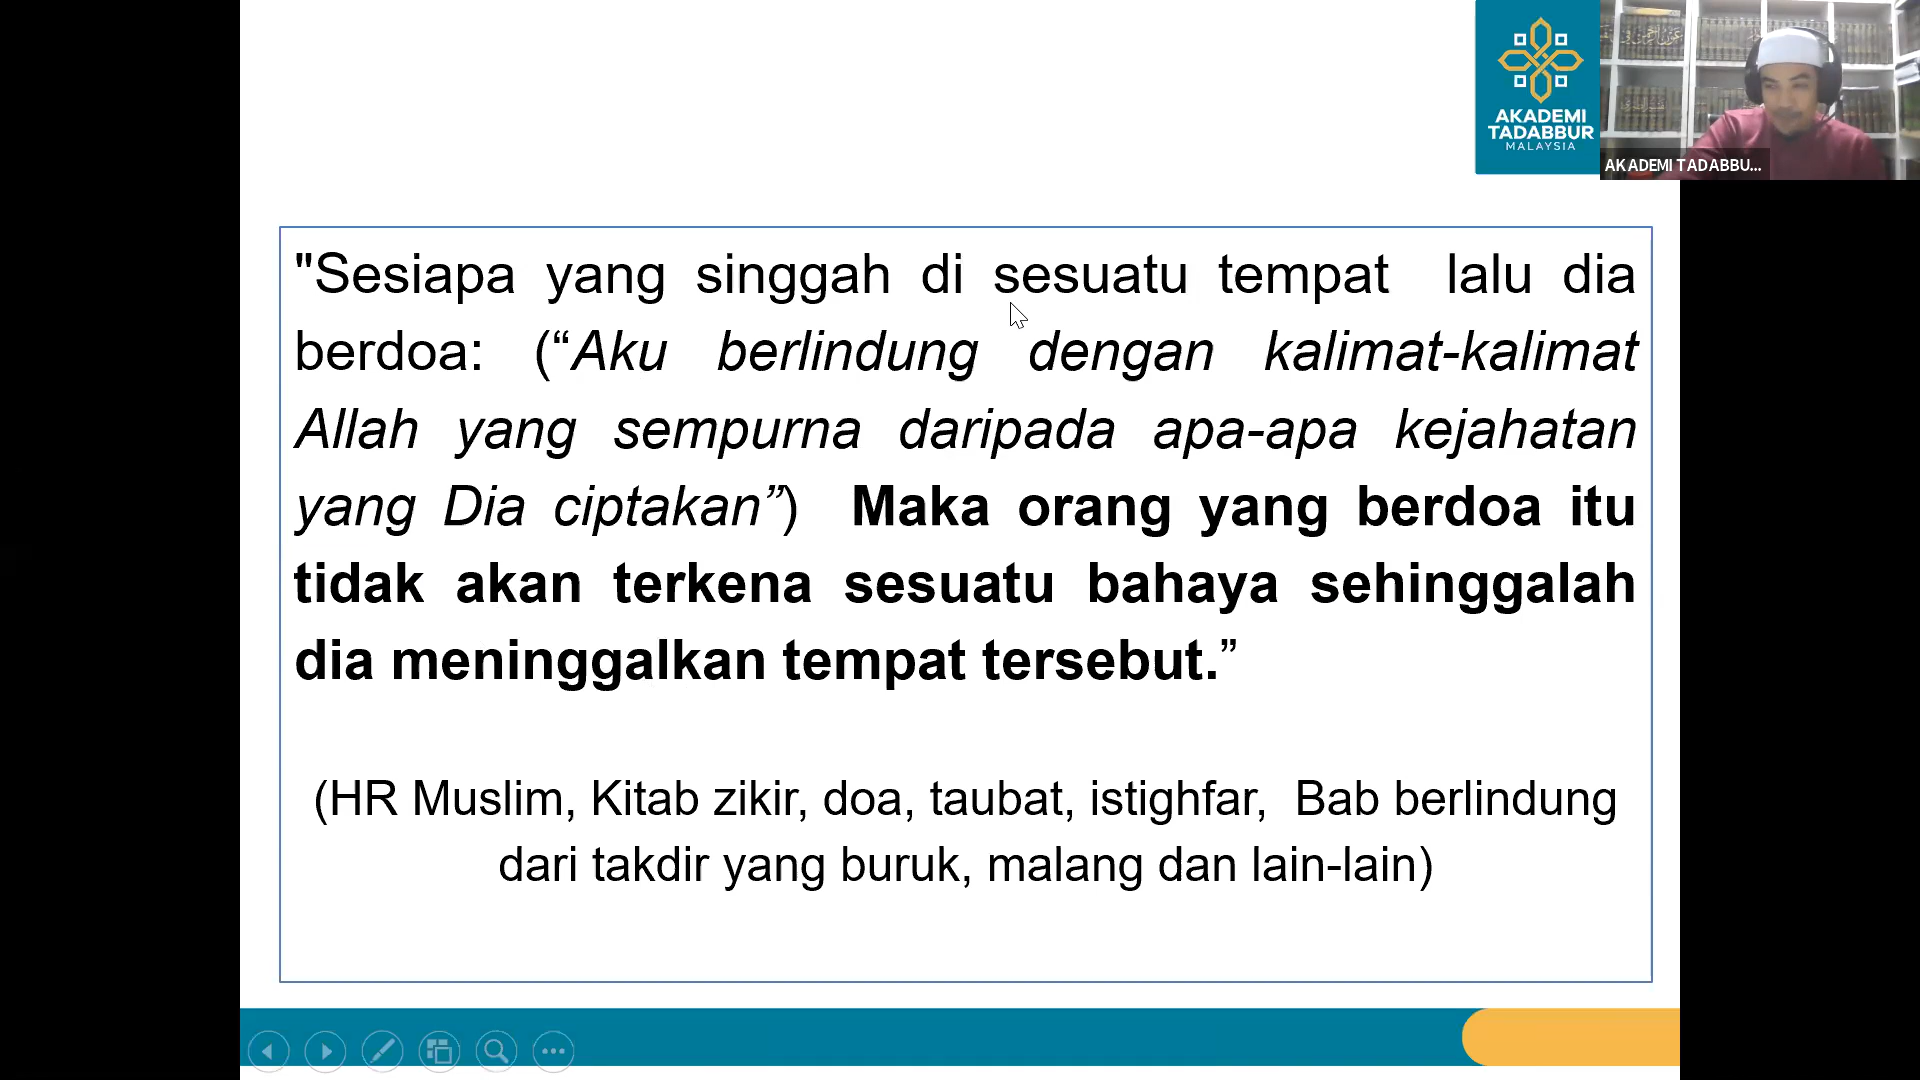 AKADEMI
TADABBUR
MALAYSIA
AKADEMI TADABBU...
"Sesiapa yang singgah di sesuatu tempat lalu dia
berdoa: (“Aku berlindung dengan kalimat-kalimat
Allah yang sempurna daripada apa-apa kejahatan
yang Dia ciptakan”) Maka orang yang berdoa itu
tidak akan terkena sesuatu bahaya sehinggalah
dia meninggalkan tempat tersebut.”
(HR Muslim, Kitab zikir, doa, taubat, istighfar, Bab berlindung
dari takdir yang buruk, malang dan lain-lain)